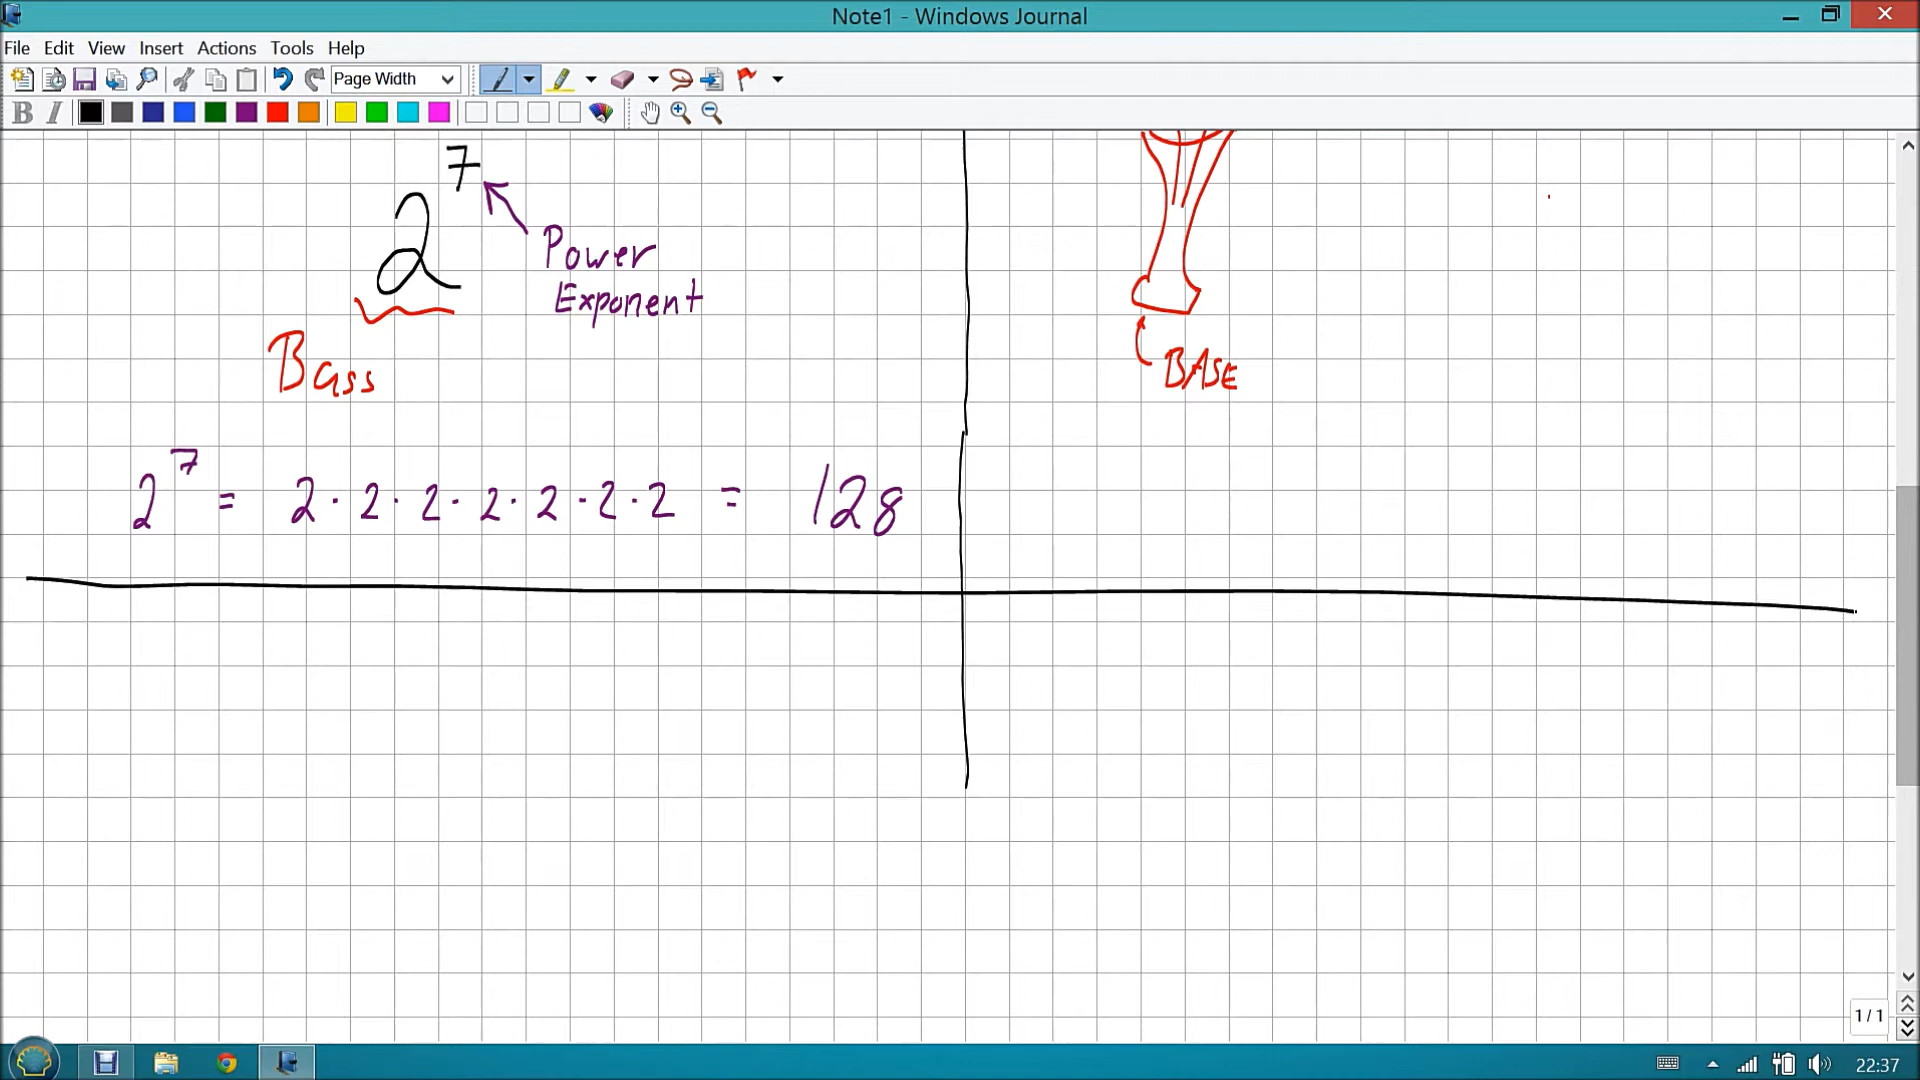 Note1 - Windows Journal
File Edit View Insert Actions Tools Help
Page Width
B I
2⁷
Power
Exponent
Bass
BASE
2⁷ = 2 · 2 · 2 · 2 · 2 · 2 · 2 = 128
1 / 1
22:37